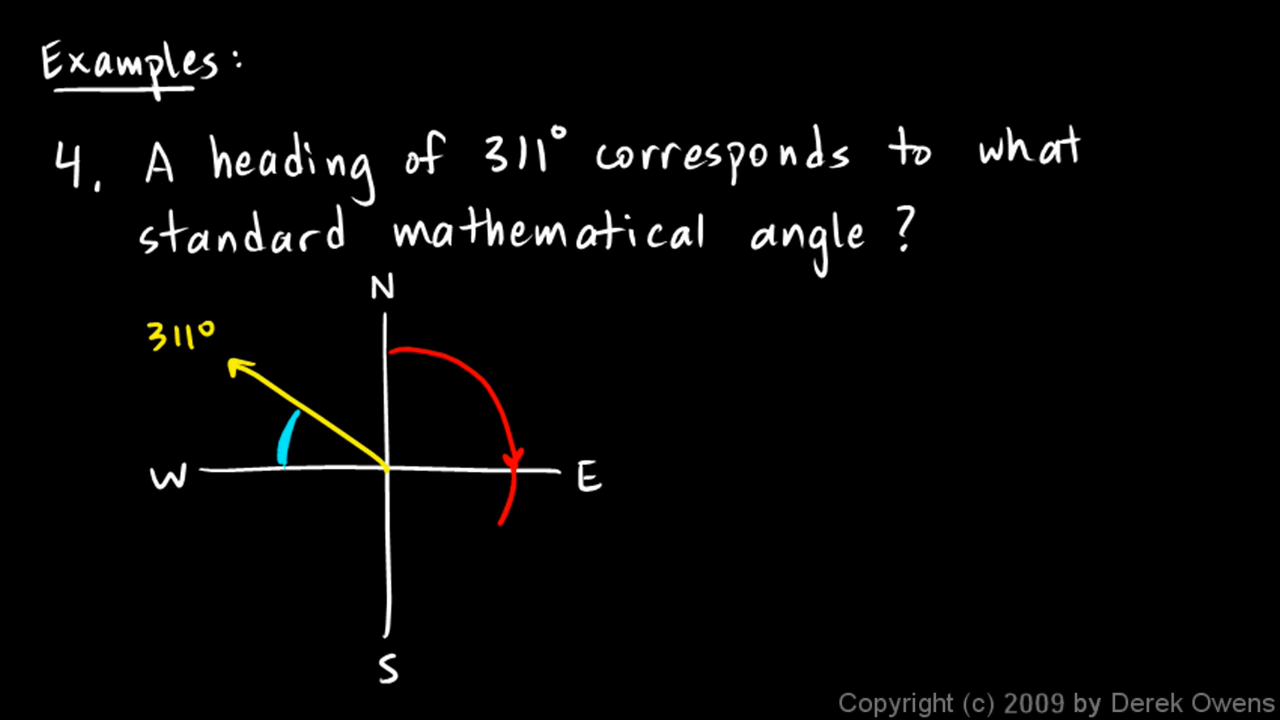 Examples:
4. A heading of 311° corresponds to what
standard mathematical angle?
N
311°
W
E
S
Copyright (c) 2009 by Derek Owens